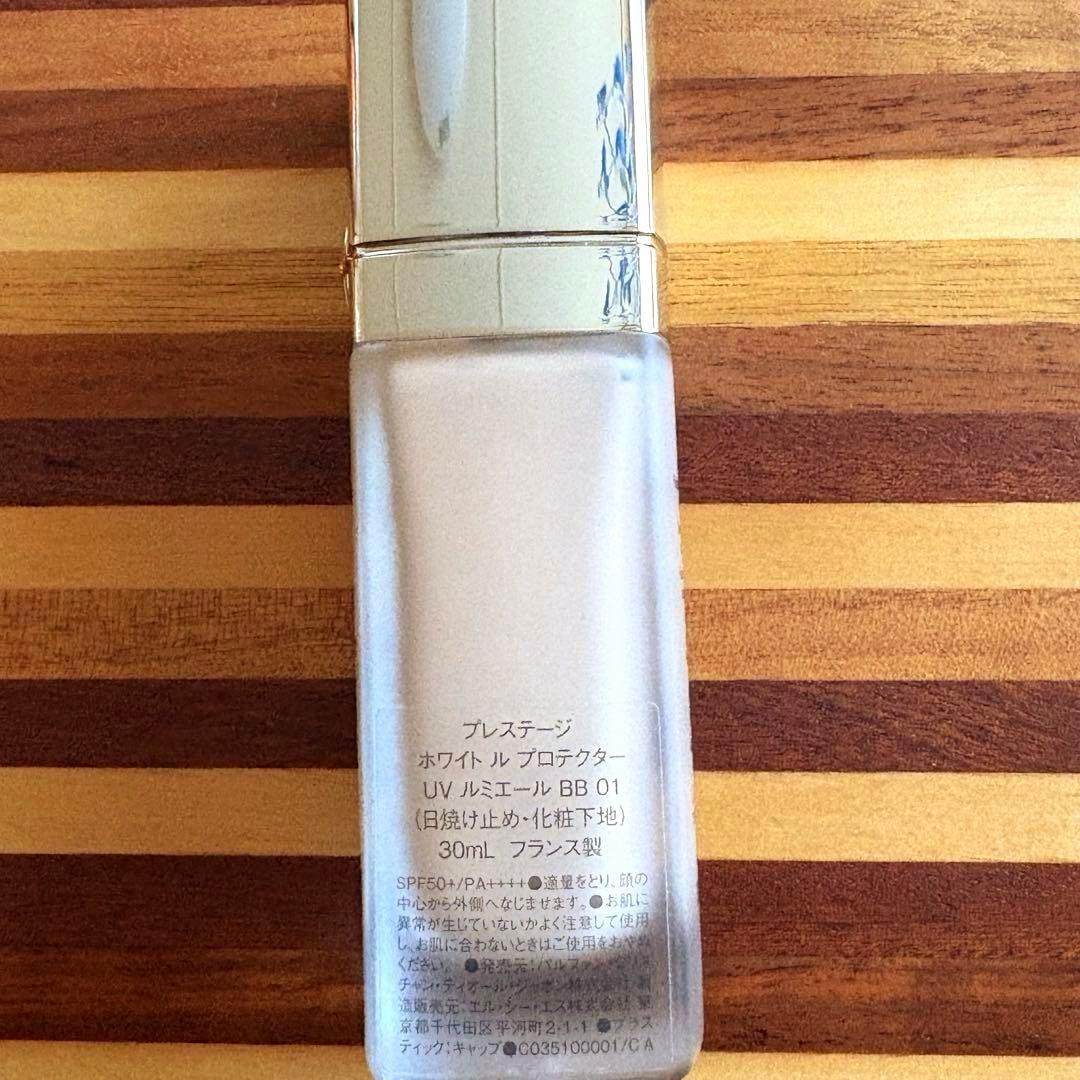 プレステージ
ホワイト ル プロテクター
UV ルミエール BB 01
(日焼け止め・化粧下地)
30mL フランス製
SPF50+/PA++++●適量をとり、顔の
中心から外側へなじませます。●お肌に
異常が生じていないかよく注意して使用
し、お肌に合わないときはご使用をおやめ
ください。 ●発売元:パルファン・クリス
チャン・ディオール・ジャポン株式会社 製
造販売元:エル・シー・エス株式会社 東
京都千代田区平河町2-1-1 ●プラス
ティック:キャップ●C035100001/C A